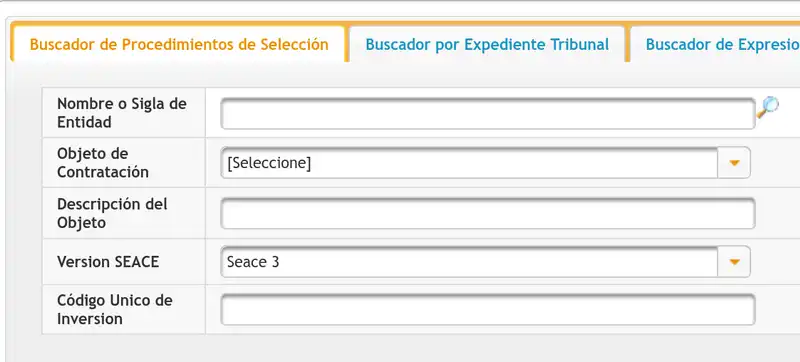 Buscador de Procedimientos de Selección
Buscador por Expediente Tribunal
Buscador de Expresio
Nombre o Sigla de
Entidad
Objeto de
Contratación
[Seleccione]
Descripción del
Objeto
Version SEACE
Seace 3
Código Unico de
Inversion